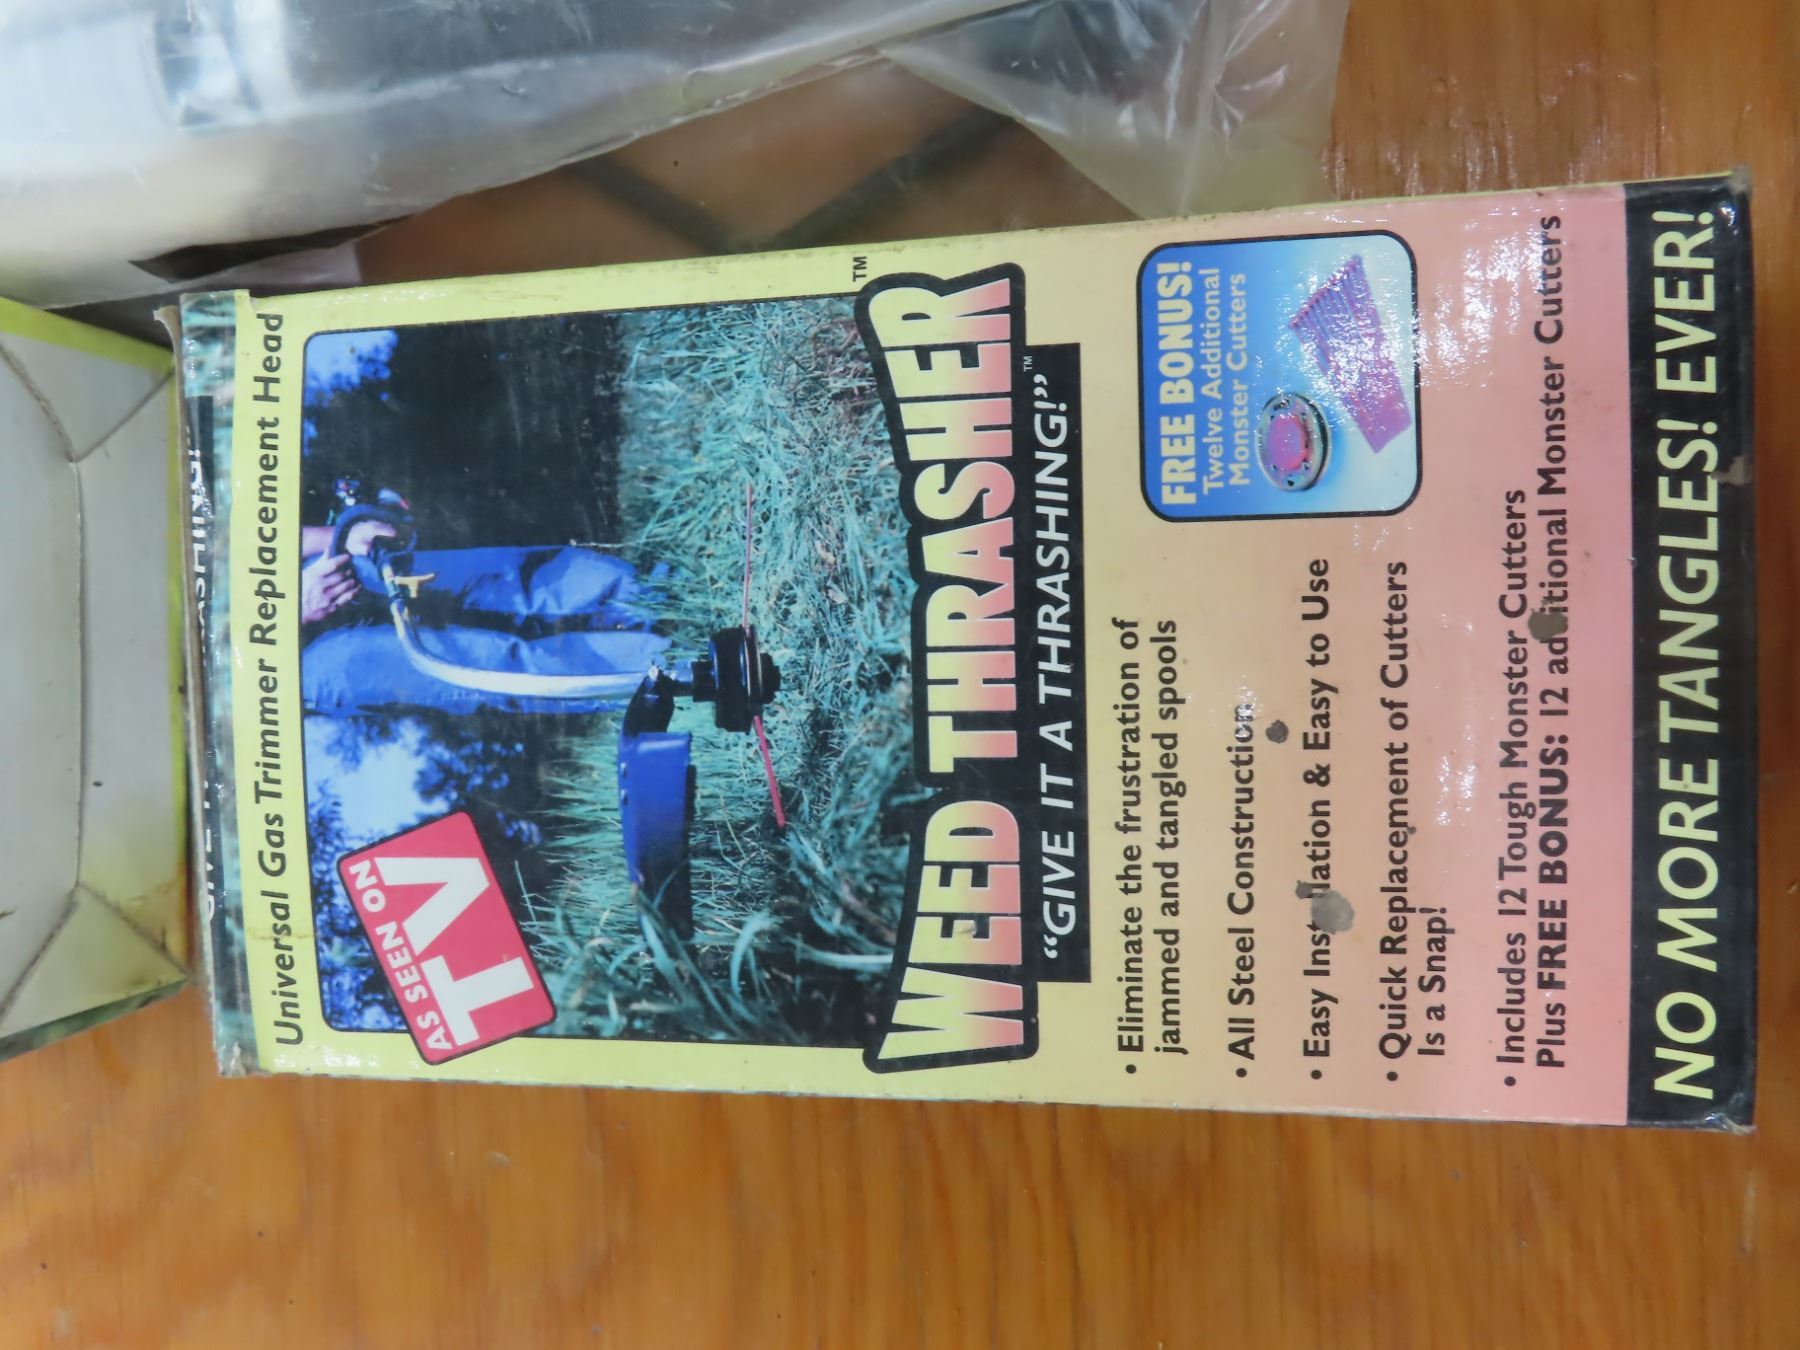 Universal Gas Trimmer Replacement Head
AS SEEN ON
TV
WEED THRASHER™
“GIVE IT A THRASHING!”™
• Eliminate the frustration of
jammed and tangled spools
• All Steel Construction
• Easy Installation & Easy to Use
• Quick Replacement of Cutters
Is a Snap!
• Includes 12 Tough Monster Cutters
Plus FREE BONUS: 12 additional Monster Cutters
FREE BONUS!
Twelve Additional
Monster Cutters
NO MORE TANGLES! EVER!